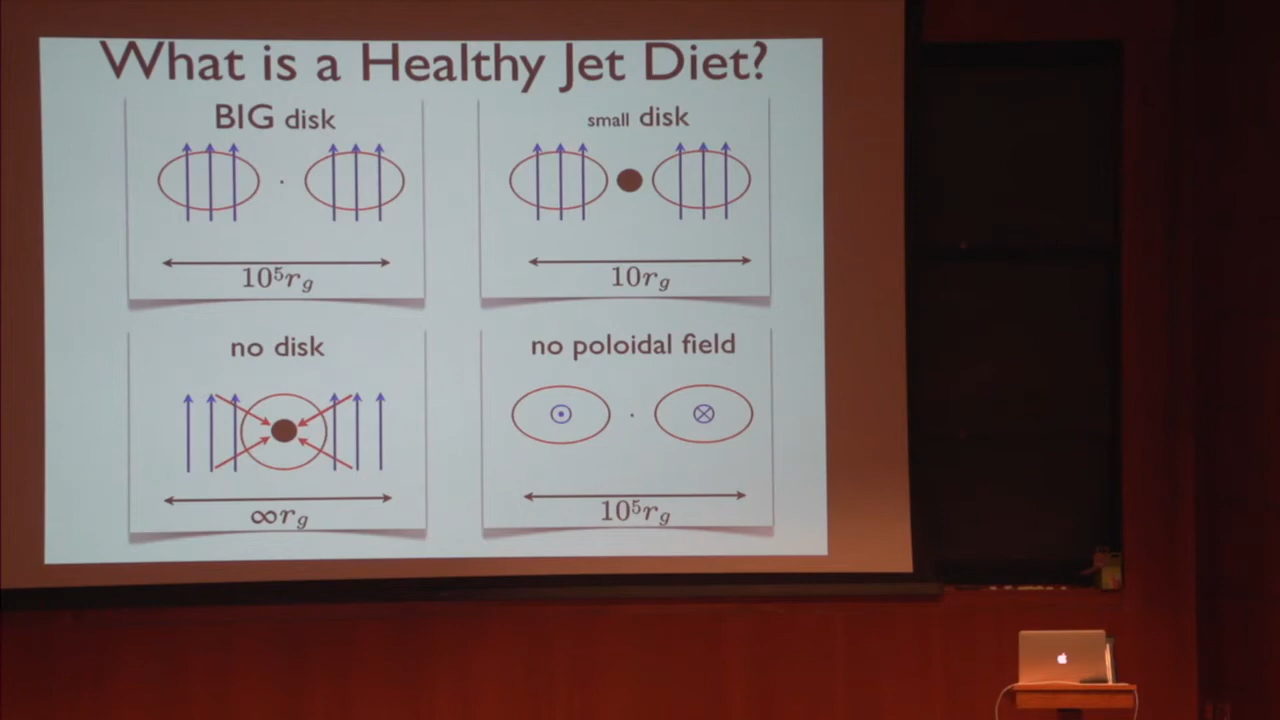 What is a Healthy Jet Diet?
BIG disk
10⁵r_g
small disk
10r_g
no disk
∞r_g
no poloidal field
10⁵r_g